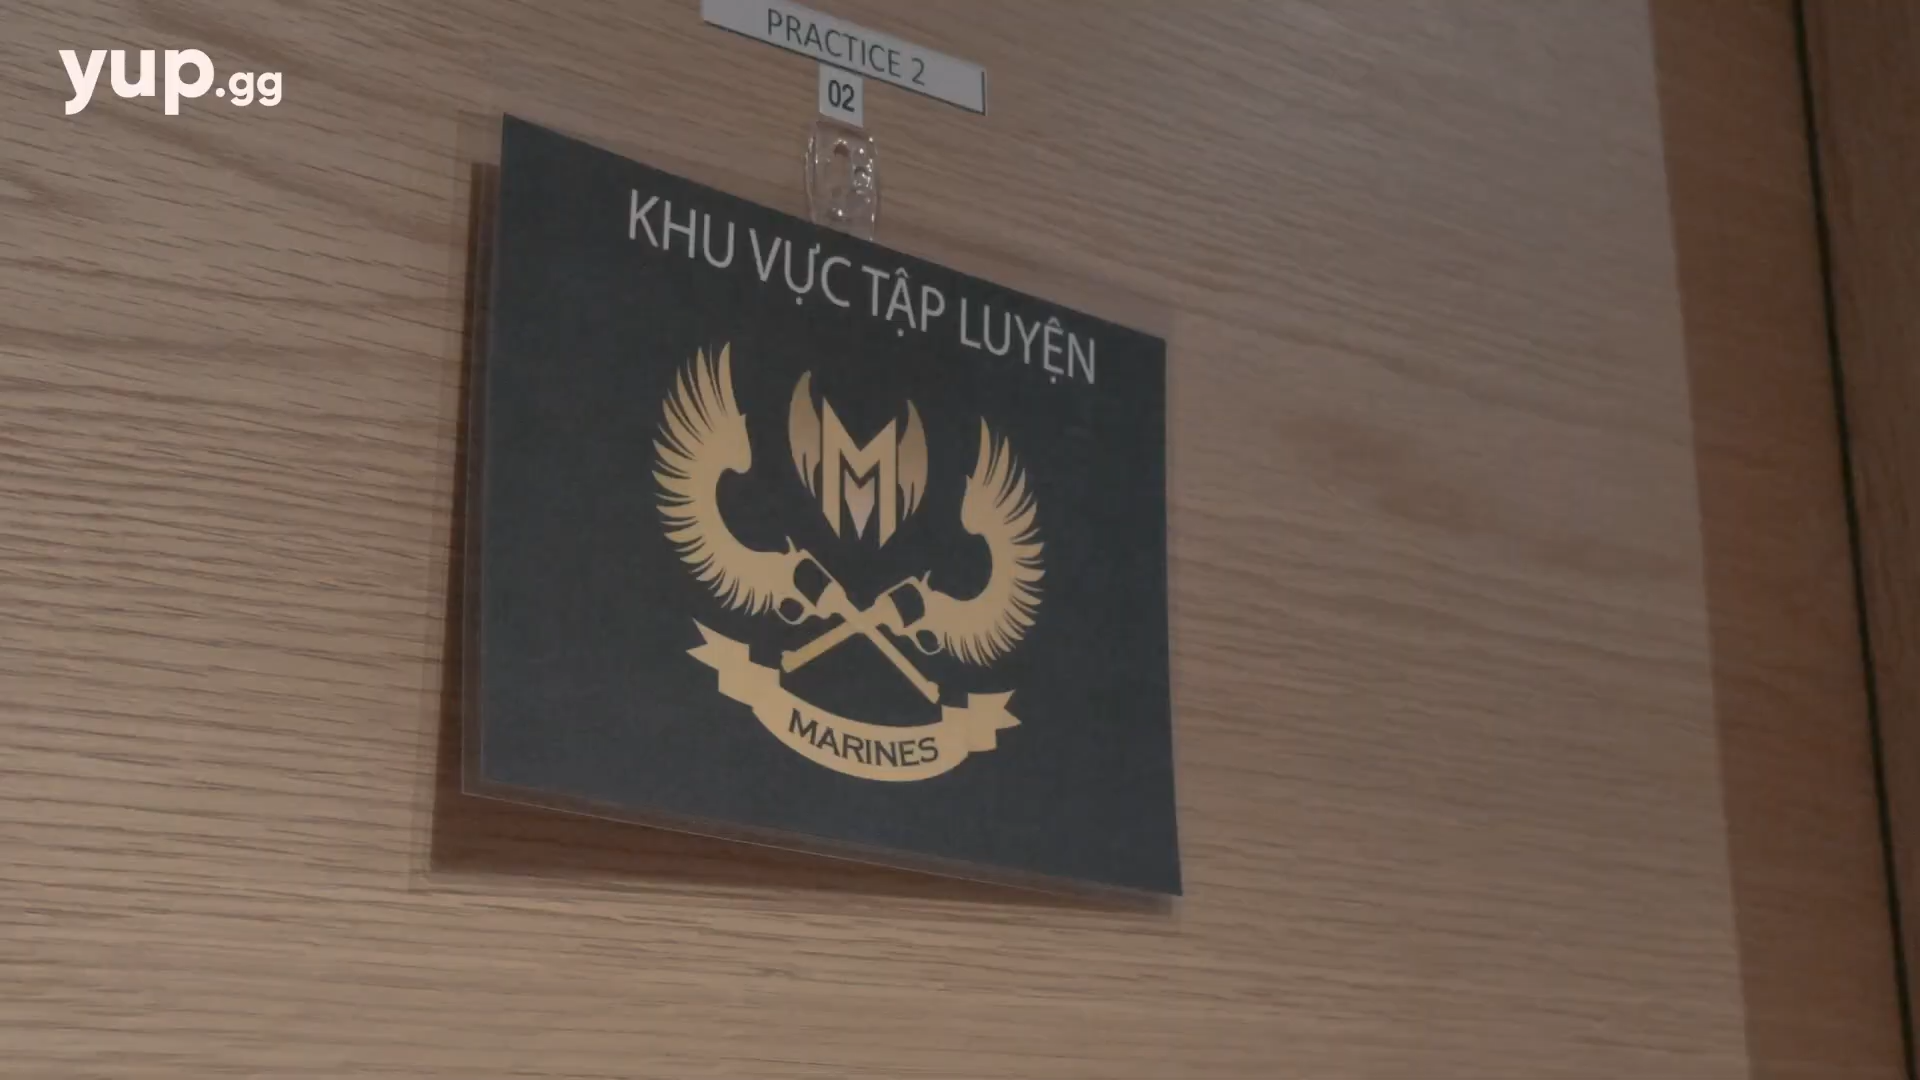 yup.gg
PRACTICE 2
02
KHU VỰC TẬP LUYỆN
M
MARINES